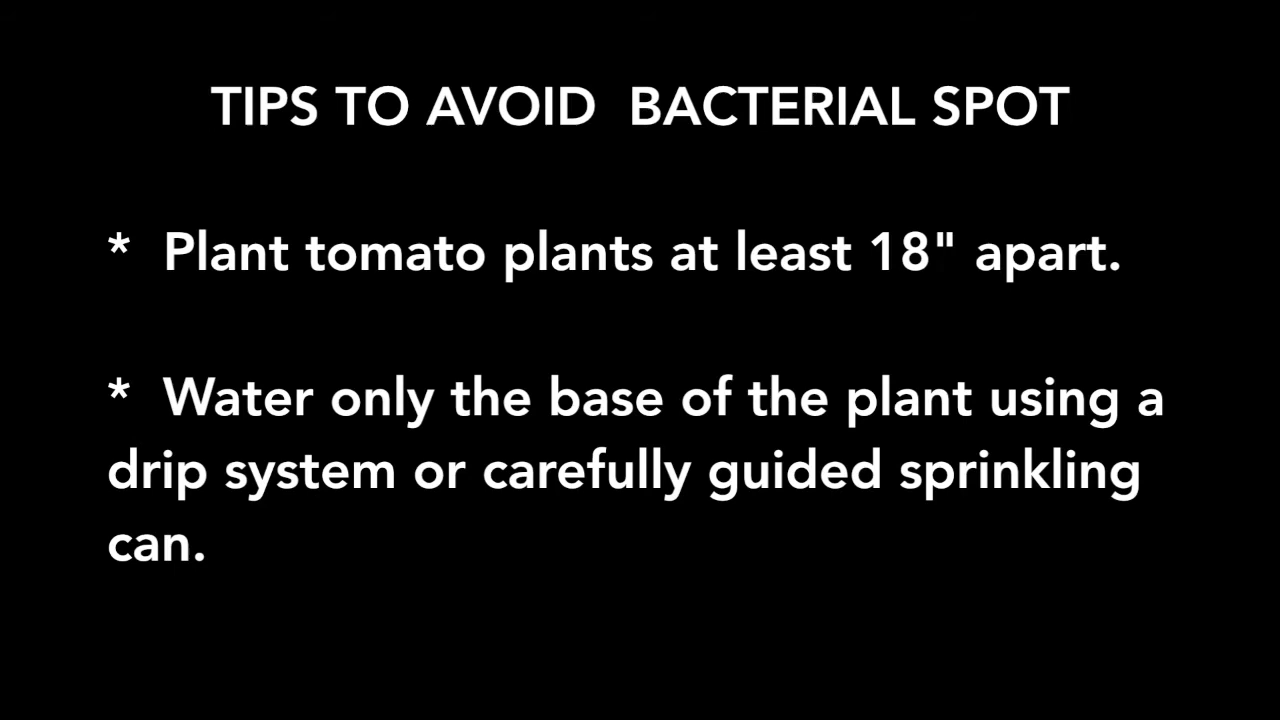 TIPS TO AVOID  BACTERIAL SPOT
*  Plant tomato plants at least 18" apart.
*  Water only the base of the plant using a
drip system or carefully guided sprinkling
can.